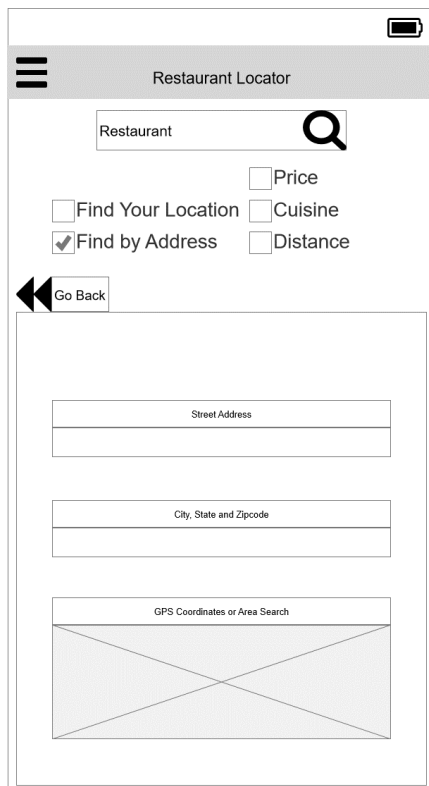 Restaurant Locator
Restaurant
Price
Find Your Location
Cuisine
Find by Address
Distance
Go Back
Street Address
City, State and Zipcode
GPS Coordinates or Area Search